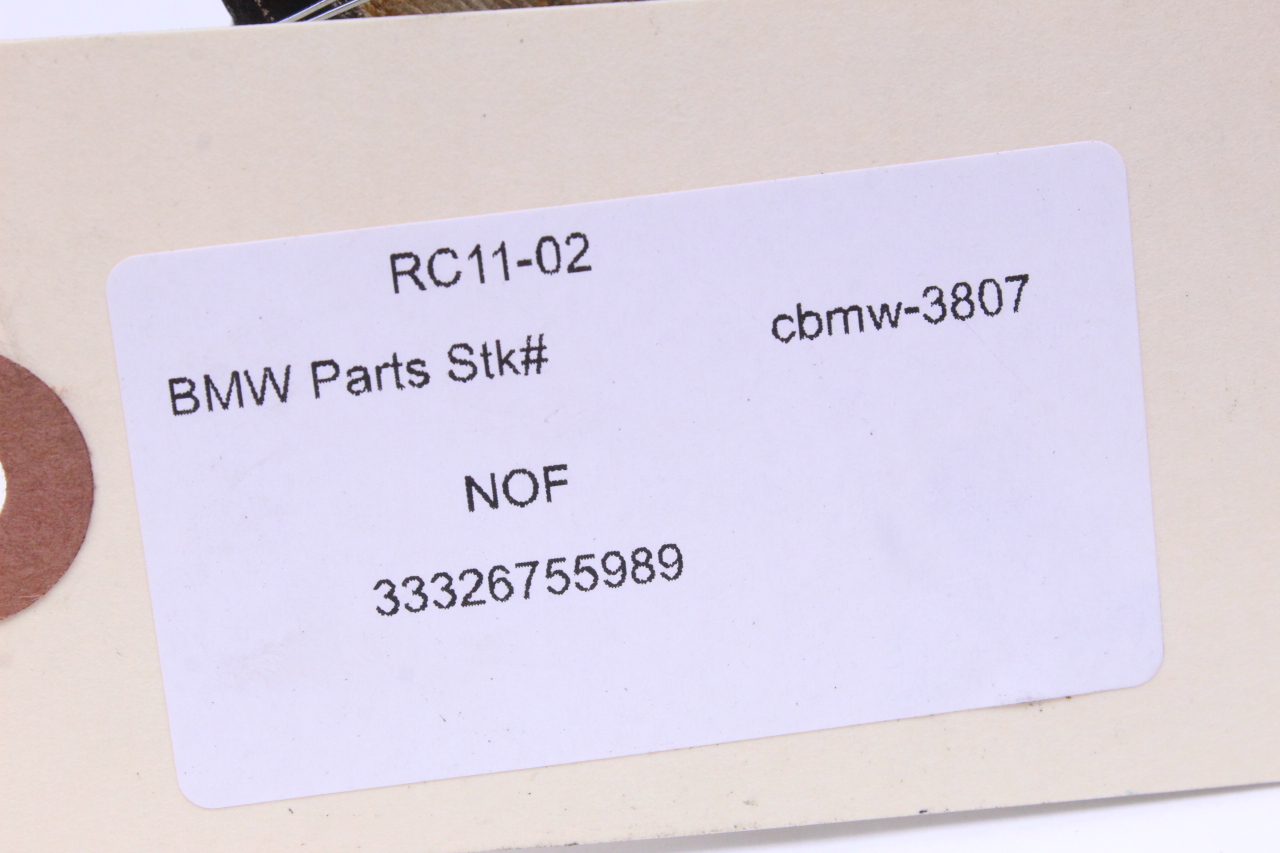 RC11-02
BMW Parts Stk# cbmw-3807
NOF
33326755989